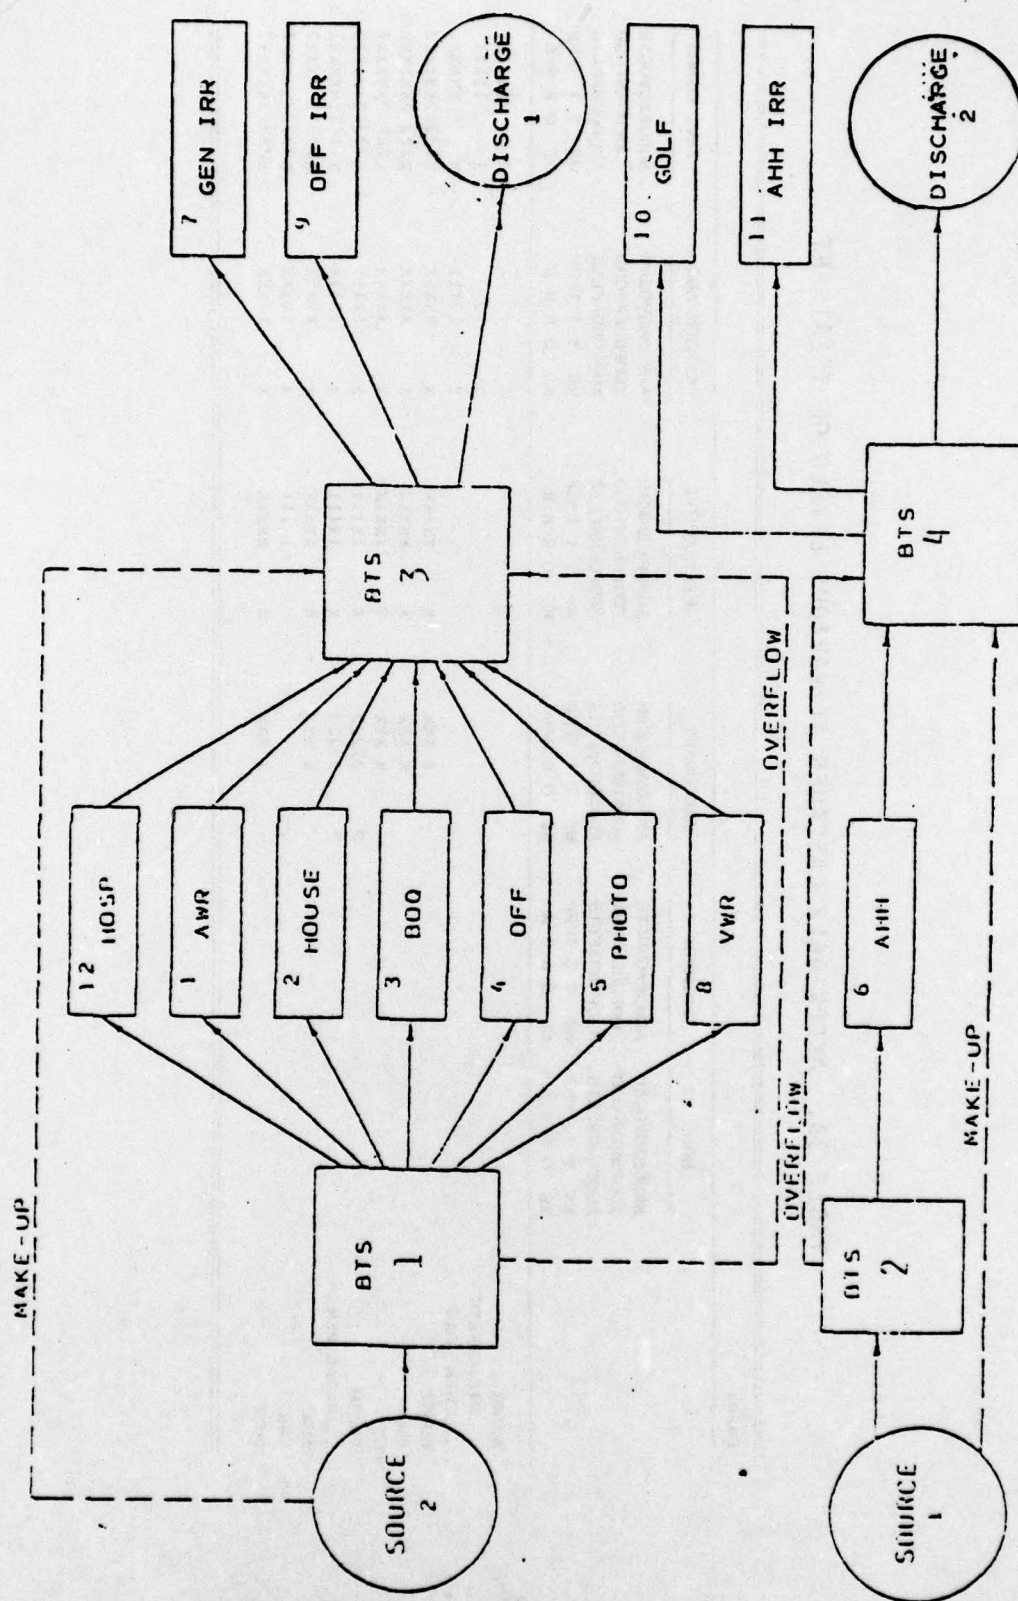 MAKE-UP
SOURCE
2
BTS
1
12
HOSP
1
AWR
2
HOUSE
3
BOQ
4
OFF
5
PHOTO
8
VWR
BTS
3
7
GEN IRR
9
OFF IRR
DISCHARGE
1
OVERFLOW
OVERFLOW
SOURCE
1
BTS
2
6
AHH
BTS
4
10
GOLF
11
AHH IRR
DISCHARGE
2
MAKE-UP